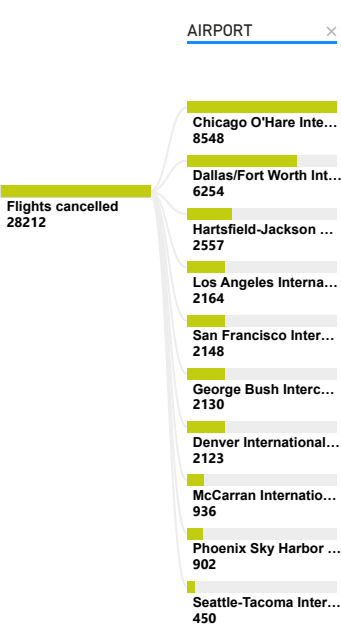 AIRPORT ×
Chicago O'Hare Inte...
8548
Dallas/Fort Worth Int...
6254
Flights cancelled
28212
Hartsfield-Jackson ...
2557
Los Angeles Interna...
2164
San Francisco Inter...
2148
George Bush Interc...
2130
Denver International...
2123
McCarran Internatio...
936
Phoenix Sky Harbor ...
902
Seattle-Tacoma Inter...
450